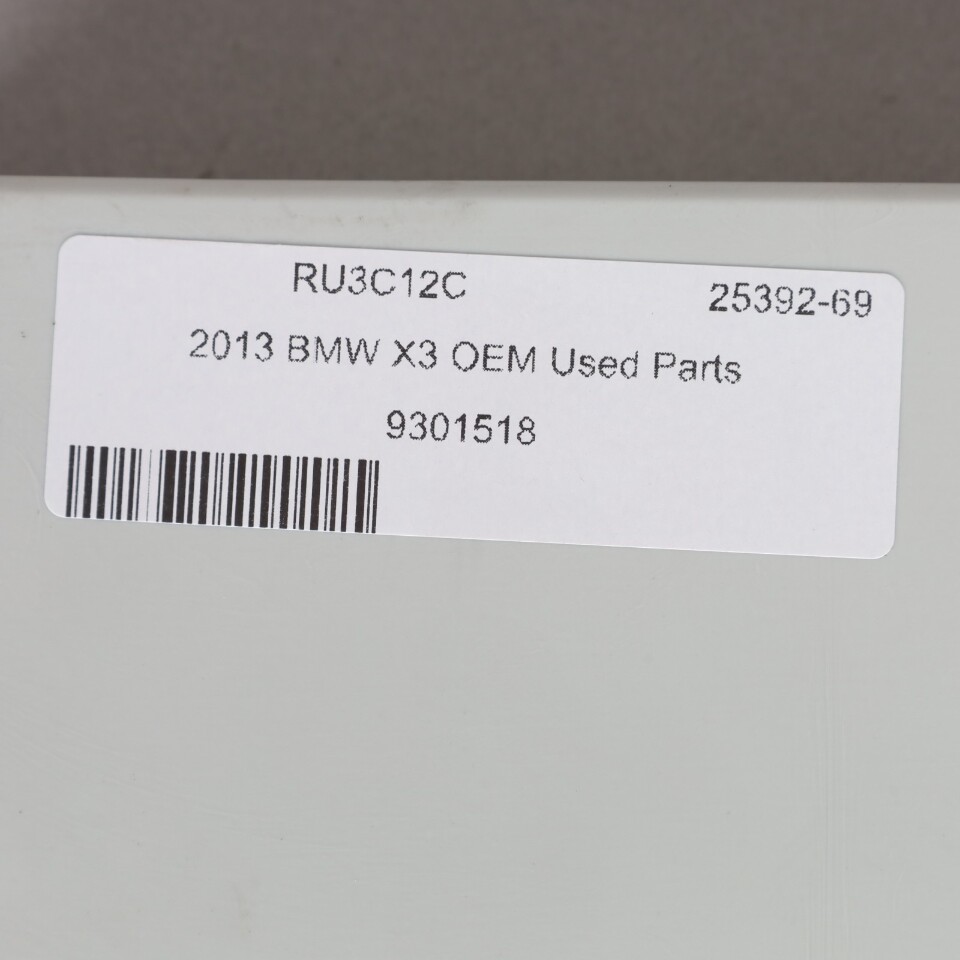 RU3C12C 25392-69
2013 BMW X3 OEM Used Parts
9301518